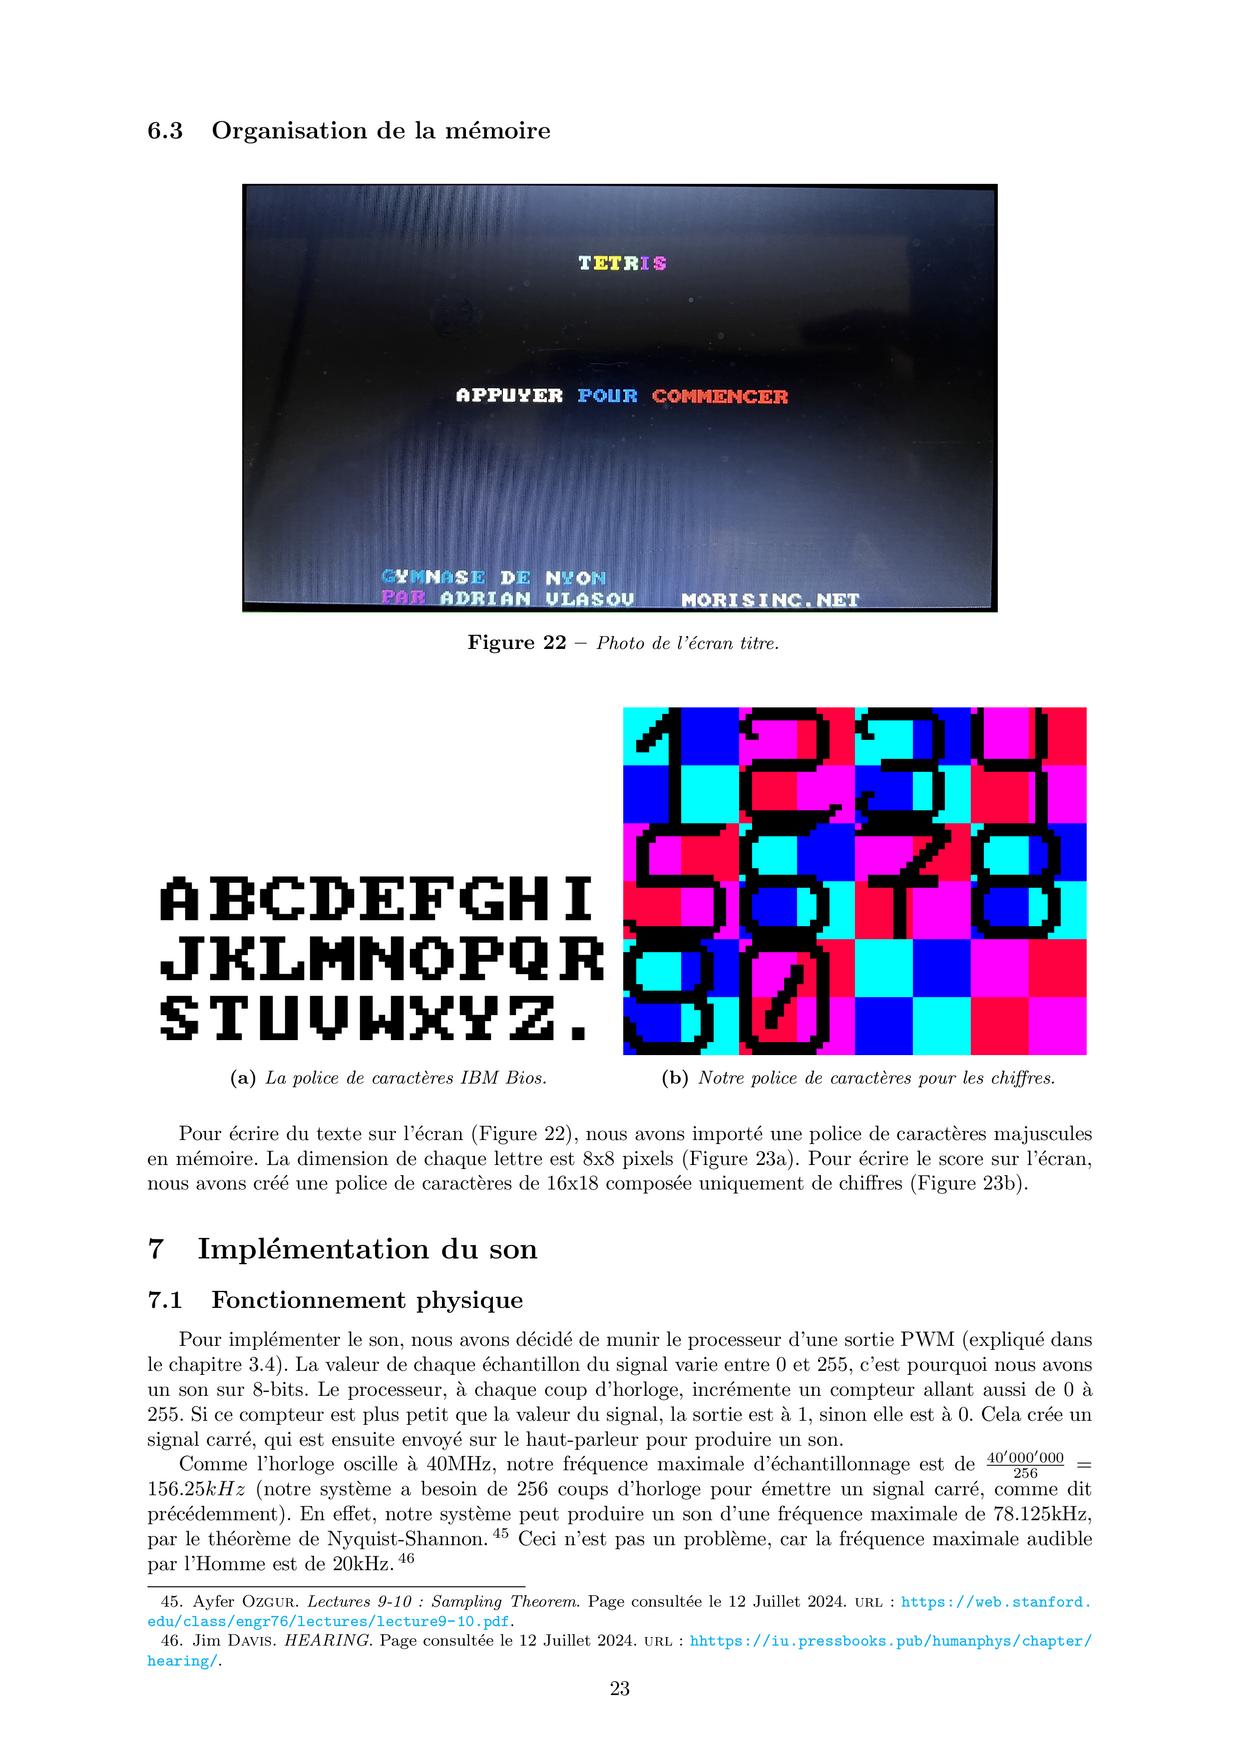 6.3 Organisation de la mémoire
TETRIS
APPUYER POUR COMMENCER
GYMNASE DE NYON
PAR ADRIAN VLASOV MORISINC.NET
Figure 22 – Photo de l'écran titre.
1234
ABCDEFGHI
5678
JKLMNOPQR
90
STUVWXYZ.
(a) La police de caractères IBM Bios.
(b) Notre police de caractères pour les chiffres.
Pour écrire du texte sur l'écran (Figure 22), nous avons importé une police de caractères majuscules
en mémoire. La dimension de chaque lettre est 8x8 pixels (Figure 23a). Pour écrire le score sur l'écran,
nous avons créé une police de caractères de 16x18 composée uniquement de chiffres (Figure 23b).
7 Implémentation du son
7.1 Fonctionnement physique
Pour implémenter le son, nous avons décidé de munir le processeur d'une sortie PWM (expliqué dans
le chapitre 3.4). La valeur de chaque échantillon du signal varie entre 0 et 255, c'est pourquoi nous avons
un son sur 8-bits. Le processeur, à chaque coup d'horloge, incrémente un compteur allant aussi de 0 à
255. Si ce compteur est plus petit que la valeur du signal, la sortie est à 1, sinon elle est à 0. Cela crée un
signal carré, qui est ensuite envoyé sur le haut-parleur pour produire un son.
Comme l'horloge oscille à 40MHz, notre fréquence maximale d'échantillonnage est de 40'000'000/256 =
156.25kHz (notre système a besoin de 256 coups d'horloge pour émettre un signal carré, comme dit
précédemment). En effet, notre système peut produire un son d'une fréquence maximale de 78.125kHz,
par le théorème de Nyquist-Shannon. 45 Ceci n'est pas un problème, car la fréquence maximale audible
par l'Homme est de 20kHz. 46
45. Ayfer OZGUR. Lectures 9-10 : Sampling Theorem. Page consultée le 12 Juillet 2024. URL : https://web.stanford.
edu/class/engr76/lectures/lecture9-10.pdf.
46. Jim DAVIS. HEARING. Page consultée le 12 Juillet 2024. URL : hhttps://iu.pressbooks.pub/humanphys/chapter/
hearing/.
23